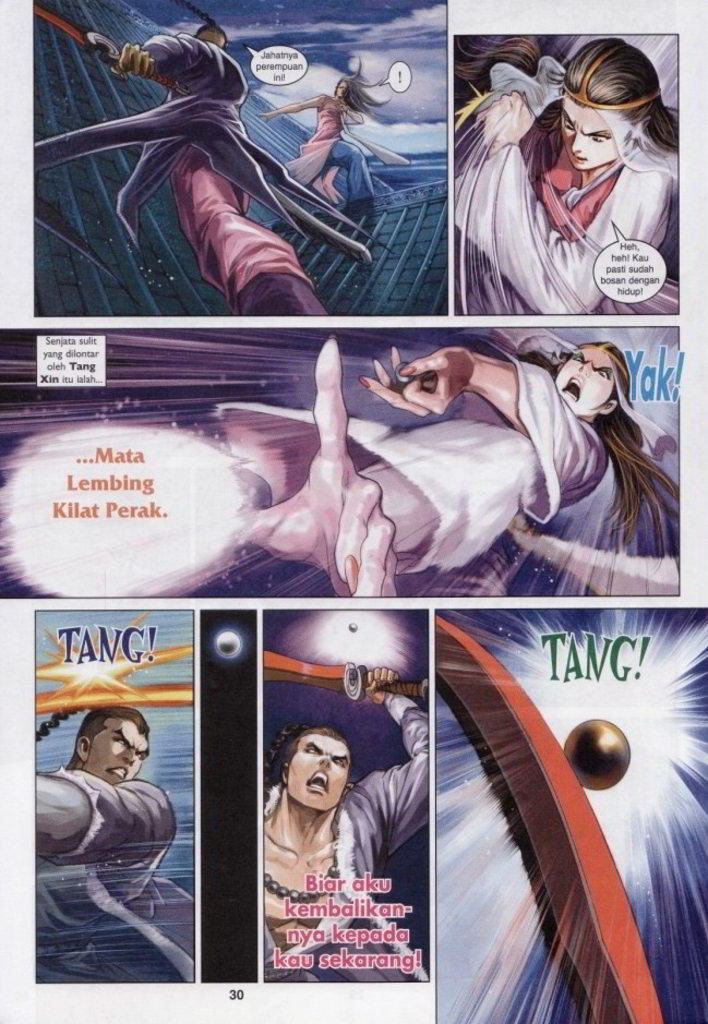 Jahatnya
perempuan
ini!
!
Heh,
heh! Kau
pasti sudah
bosan dengan
hidup!
Senjata sulit
yang dilontar
oleh Tang
Xin itu ialah...
Yak!
...Mata
Lembing
Kilat Perak.
TANG!
Biar aku
kembalikan-
nya kepada
kau sekarang!
TANG!
30